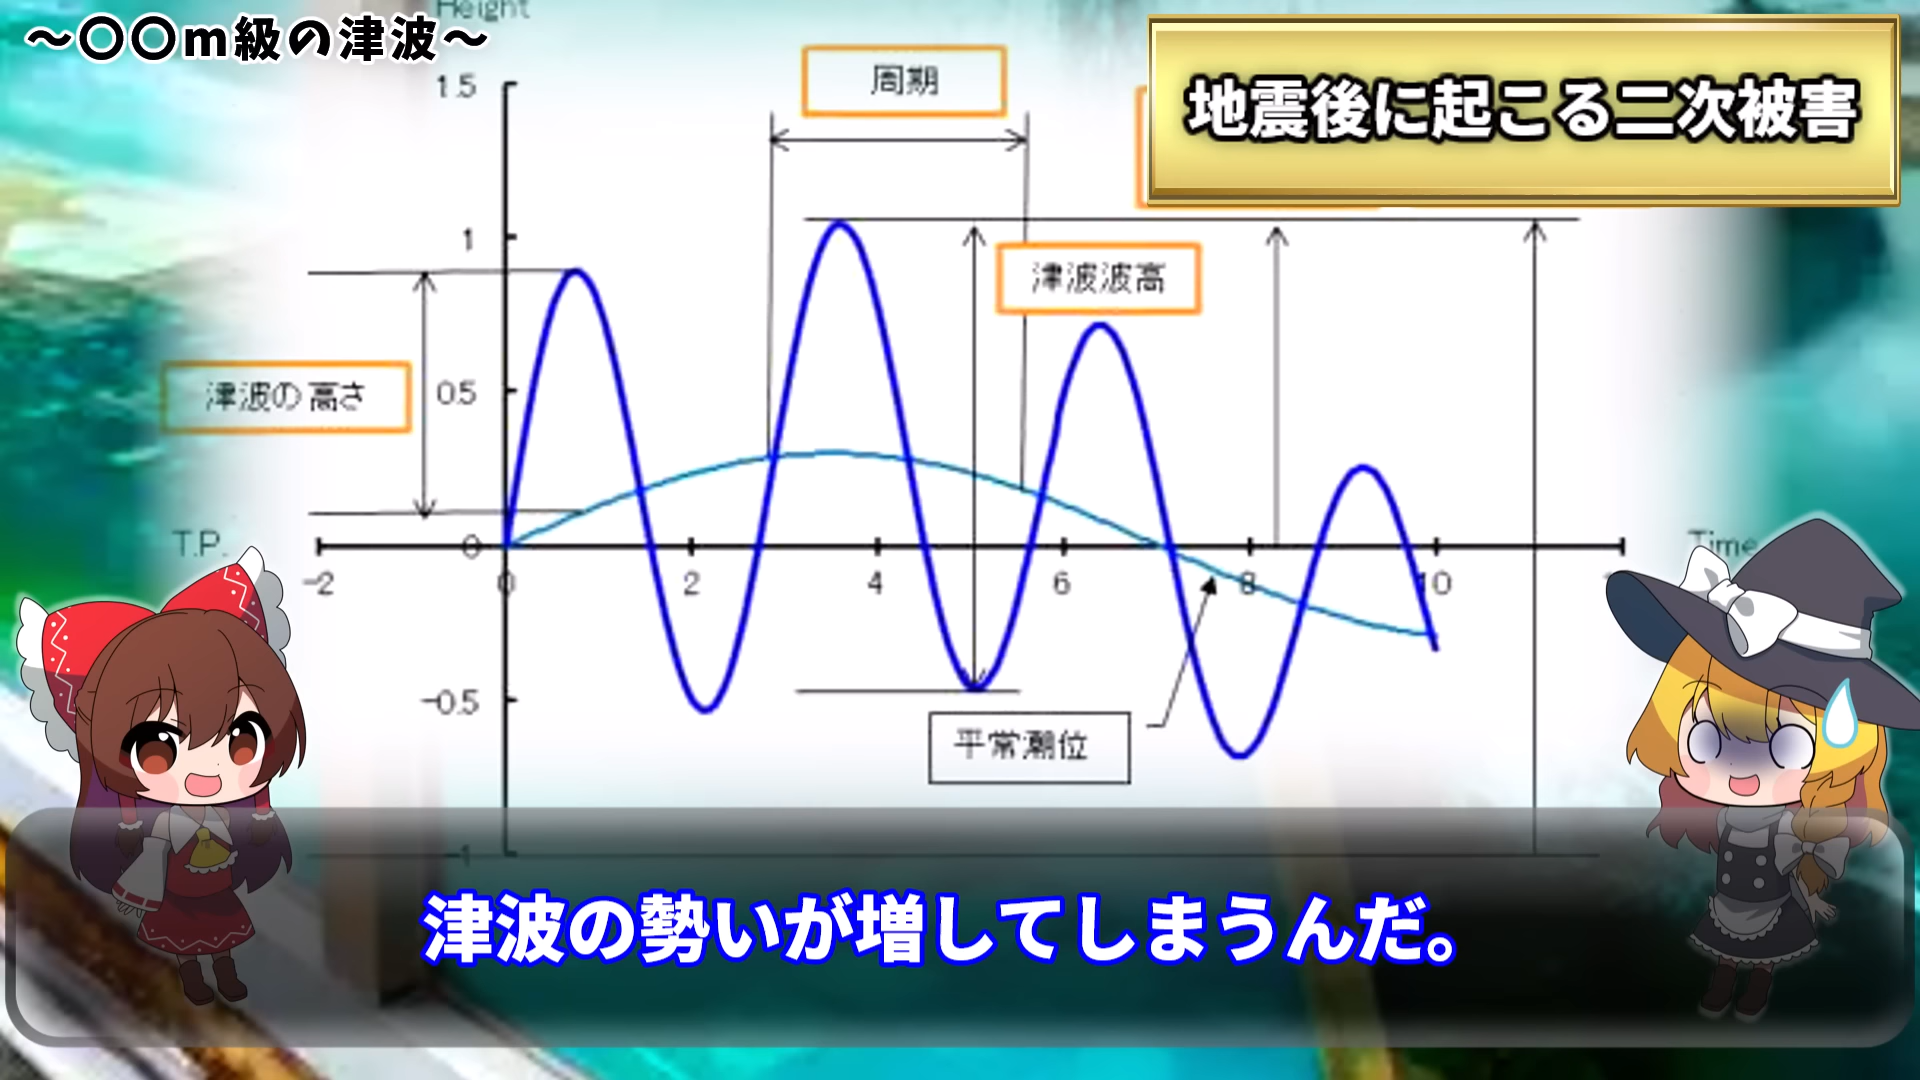 Height
～〇〇m級の津波～
地震後に起こる二次被害
周期
1.5
1
津波波高
津波の高さ
0.5
T.P.
0
Time
-2
0
2
4
6
8
10
-0.5
平常潮位
-1
津波の勢いが増してしまうんだ。